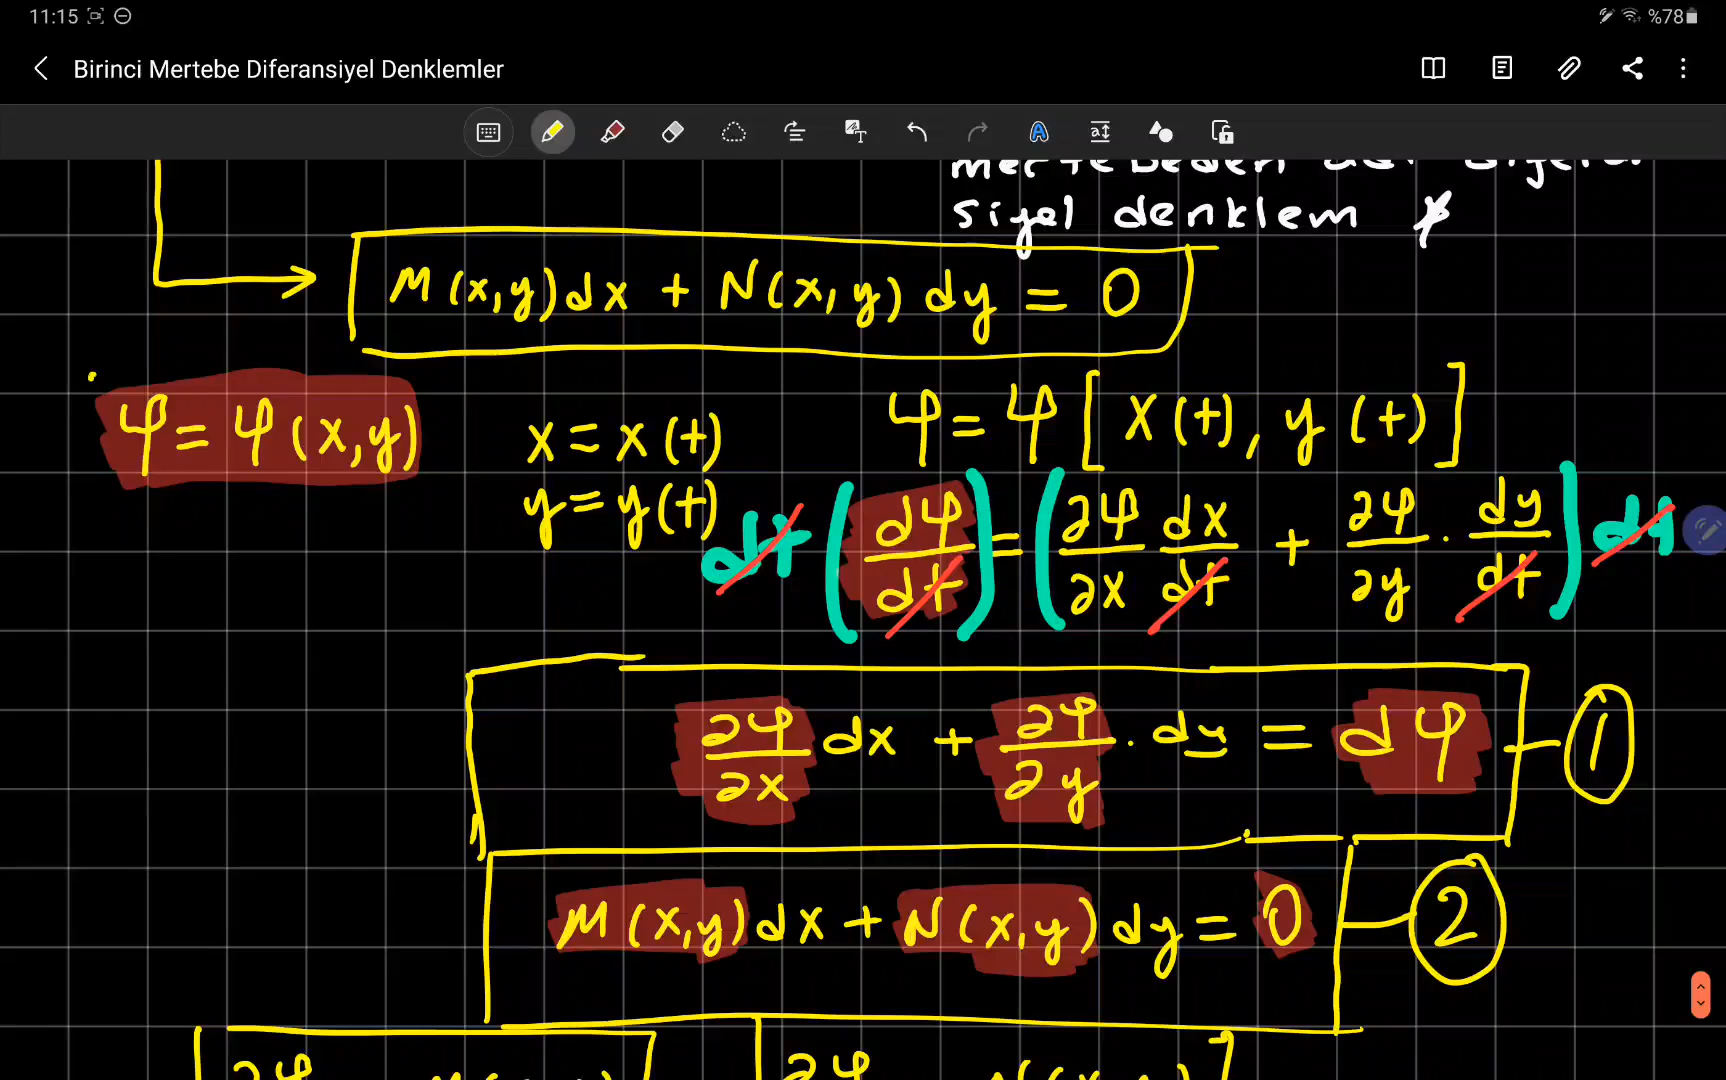 11:15 %78
Birinci Mertebe Diferansiyel Denklemler
mertebeden
siyel denklem *
M(x,y)dx + N(x,y) dy = 0
φ = φ(x,y)
x = x(t)
y = y(t)
φ = φ [x(t), y(t)]
dt (dφ/dt) = (∂φ/∂x dx/dt + ∂φ/∂y · dy/dt) dt
∂φ/∂x dx + ∂φ/∂y · dy = dφ 1
M(x,y)dx + N(x,y) dy = 0 2
∂φ ∂φ